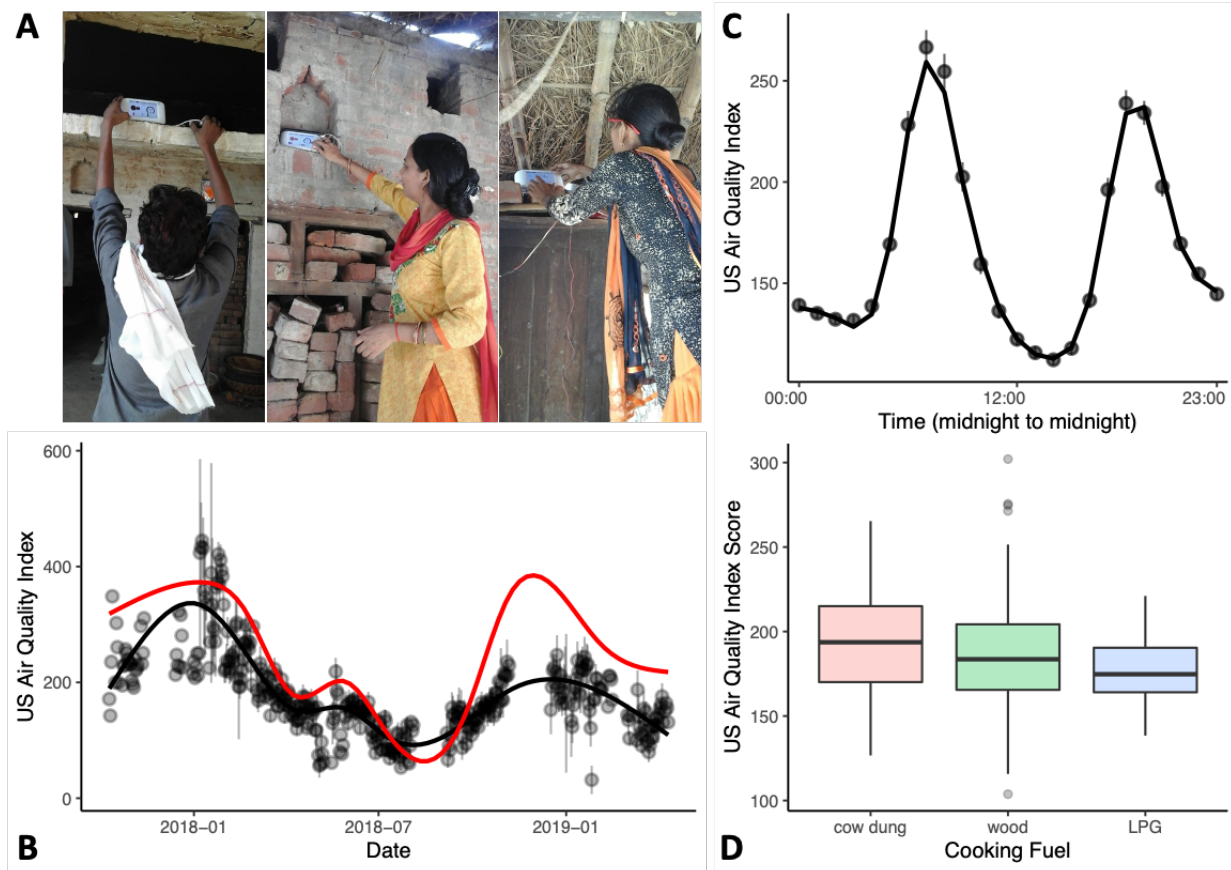 A
C
US Air Quality Index
250
200
150
00:00
12:00
23:00
Time (midnight to midnight)
B
US Air Quality Index
600
400
200
0
2018−01
2018−07
2019−01
Date
D
US Air Quality Index Score
300
250
200
150
100
cow dung
wood
LPG
Cooking Fuel